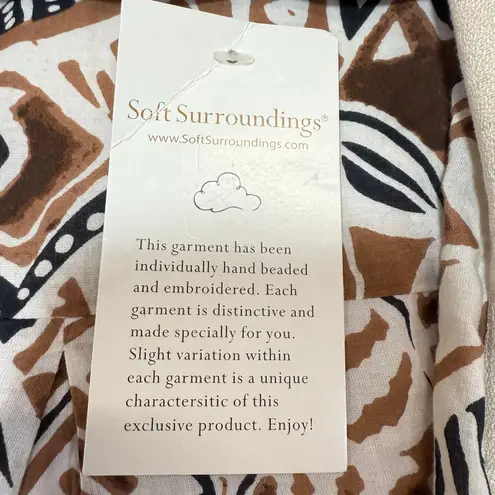 Soft Surroundings®
www.SoftSurroundings.com
This garment has been
individually hand beaded
and embroidered. Each
garment is distinctive and
made specially for you.
Slight variation within
each garment is a unique
charactersitic of this
exclusive product. Enjoy!